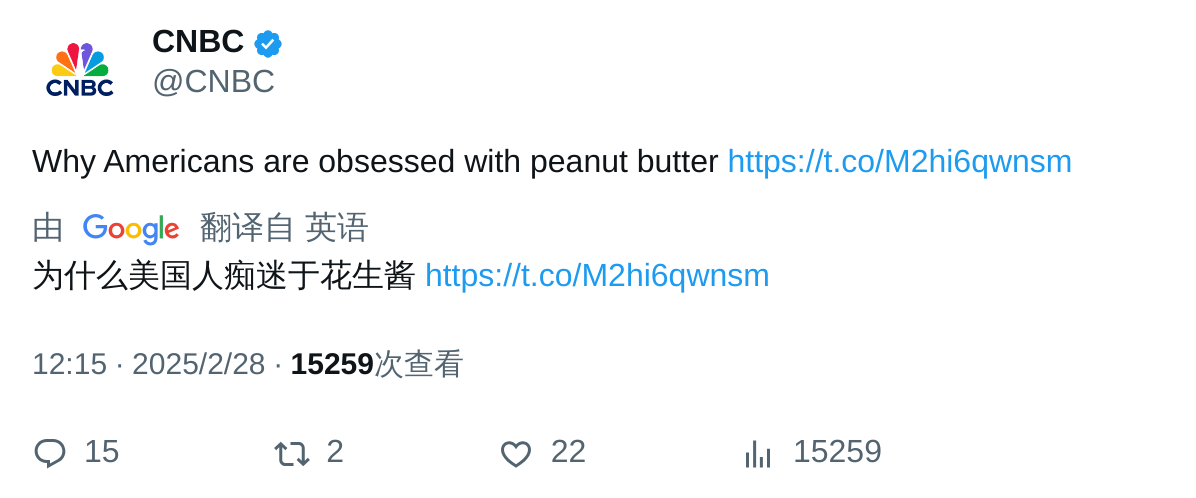 CNBC
CNBC
@CNBC
Why Americans are obsessed with peanut butter https://t.co/M2hi6qwnsm
由 Google 翻译自 英语
为什么美国人痴迷于花生酱 https://t.co/M2hi6qwnsm
12:15 · 2025/2/28 · 15259次查看
15 2 22 15259